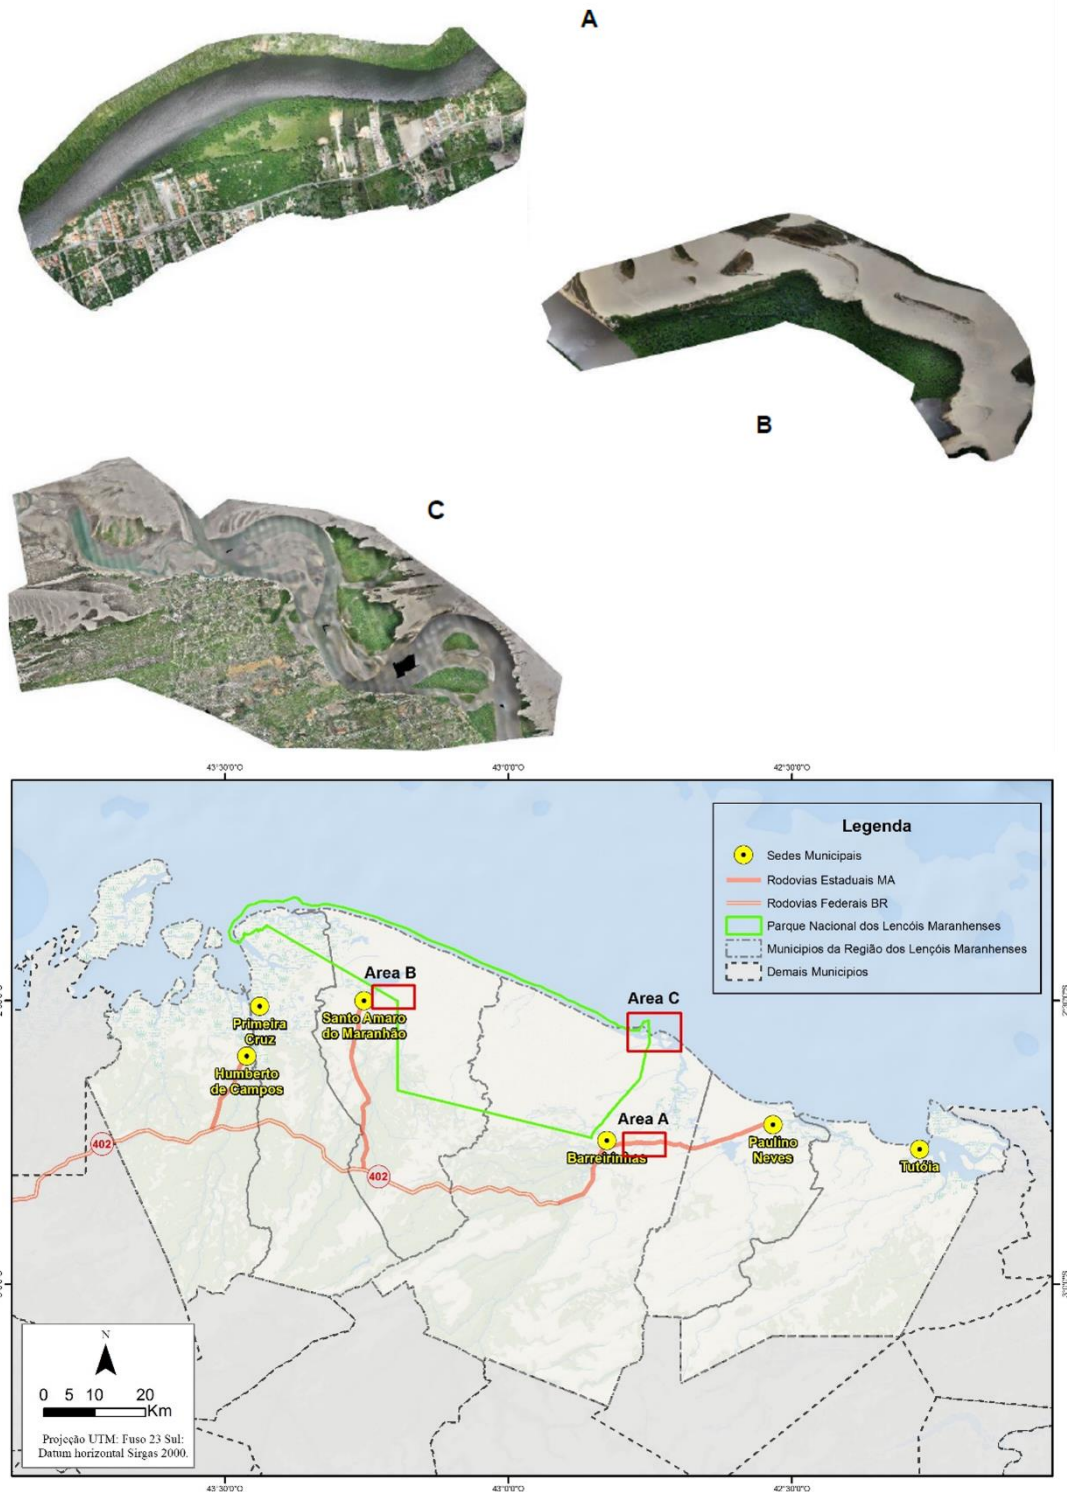 A
B
C
43°30'0"O
43°0'0"O
42°30'0"O
Legenda
Sedes Municipais
Rodovias Estaduais MA
Rodovias Federais BR
Parque Nacional dos Lencóis Maranhenses
Municipios da Região dos Lençóis Maranhenses
Demais Municipios
Area B
Area C
Santo Amaro
do Maranhão
Primeira
Cruz
Humberto
de Campos
Area A
Barreirinhas
Paulino
Neves
Tutóia
402
402
N
0 5 10 20
Km
Projeção UTM: Fuso 23 Sul:
Datum horizontal Sirgas 2000.
43°30'0"O
43°0'0"O
42°30'0"O